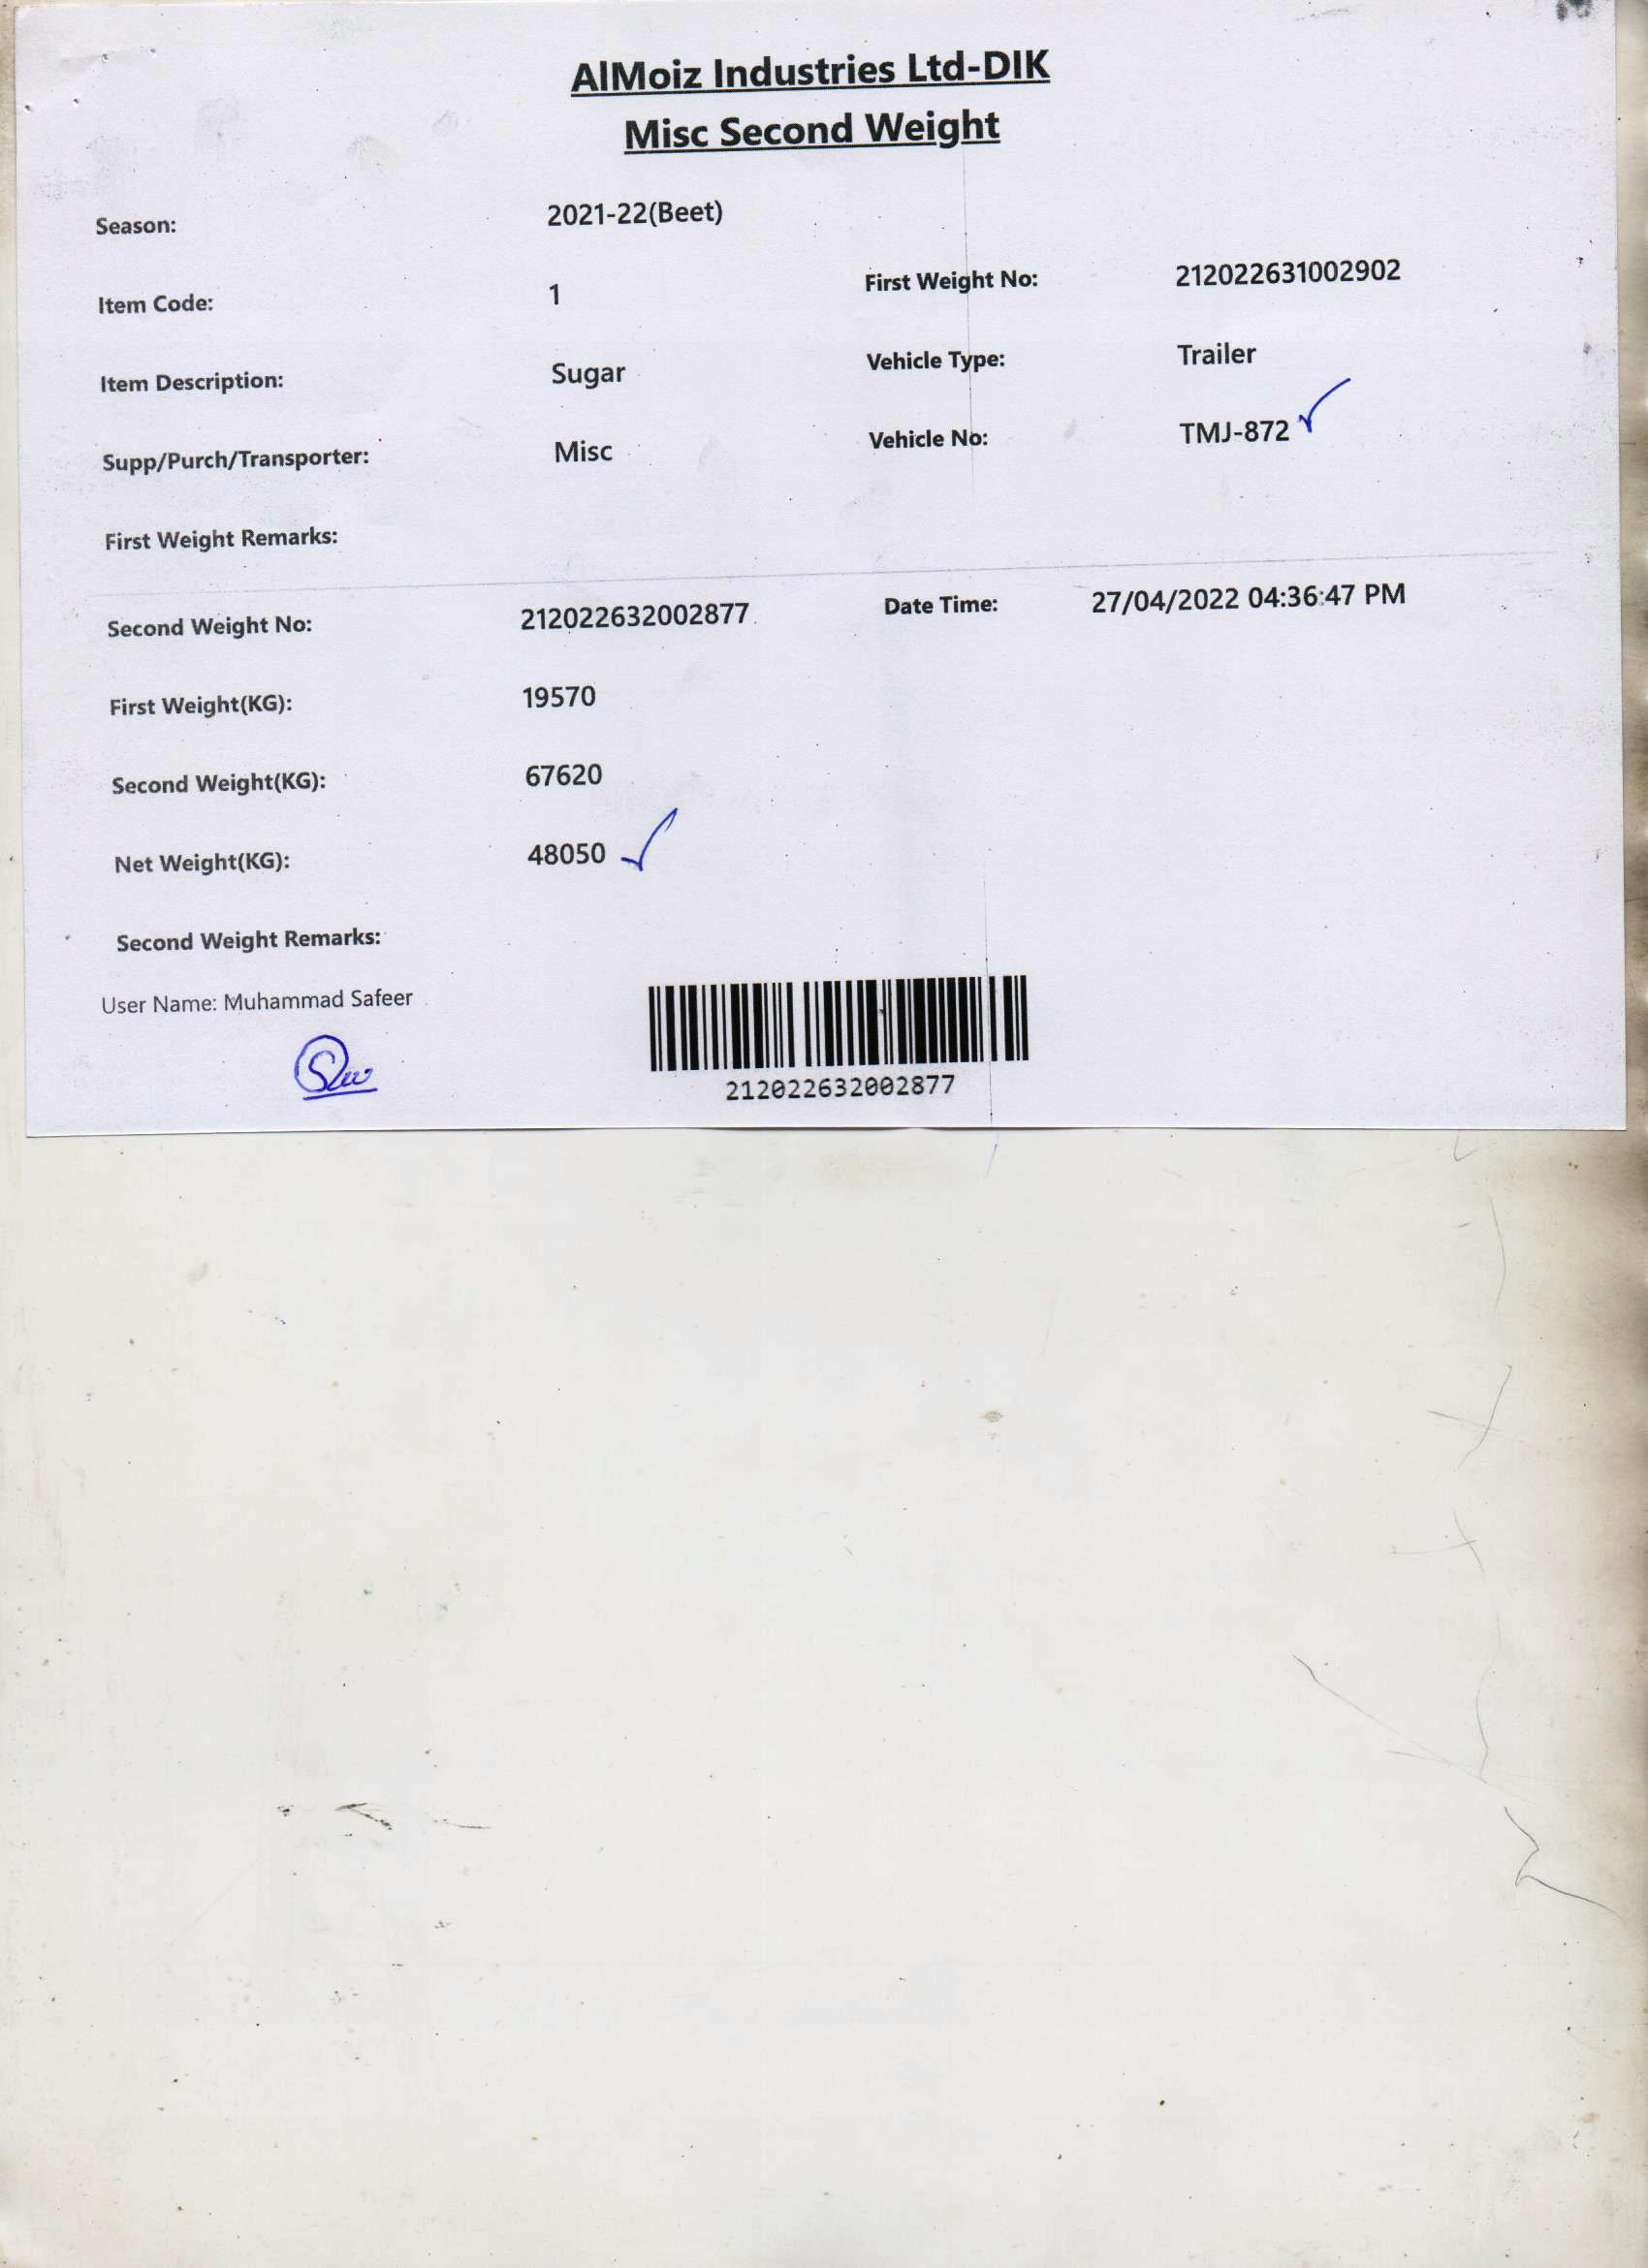 AlMoiz Industries Ltd-DIK
Misc Second Weight
Season: 2021-22(Beet)
Item Code: 1 First Weight No: 212022631002902
Item Description: Sugar Vehicle Type: Trailer
Supp/Purch/Transporter: Misc Vehicle No: TMJ-872
First Weight Remarks:
Second Weight No: 212022632002877 Date Time: 27/04/2022 04:36:47 PM
First Weight(KG): 19570
Second Weight(KG): 67620
Net Weight(KG): 48050
Second Weight Remarks:
User Name: Muhammad Safeer
212022632002877